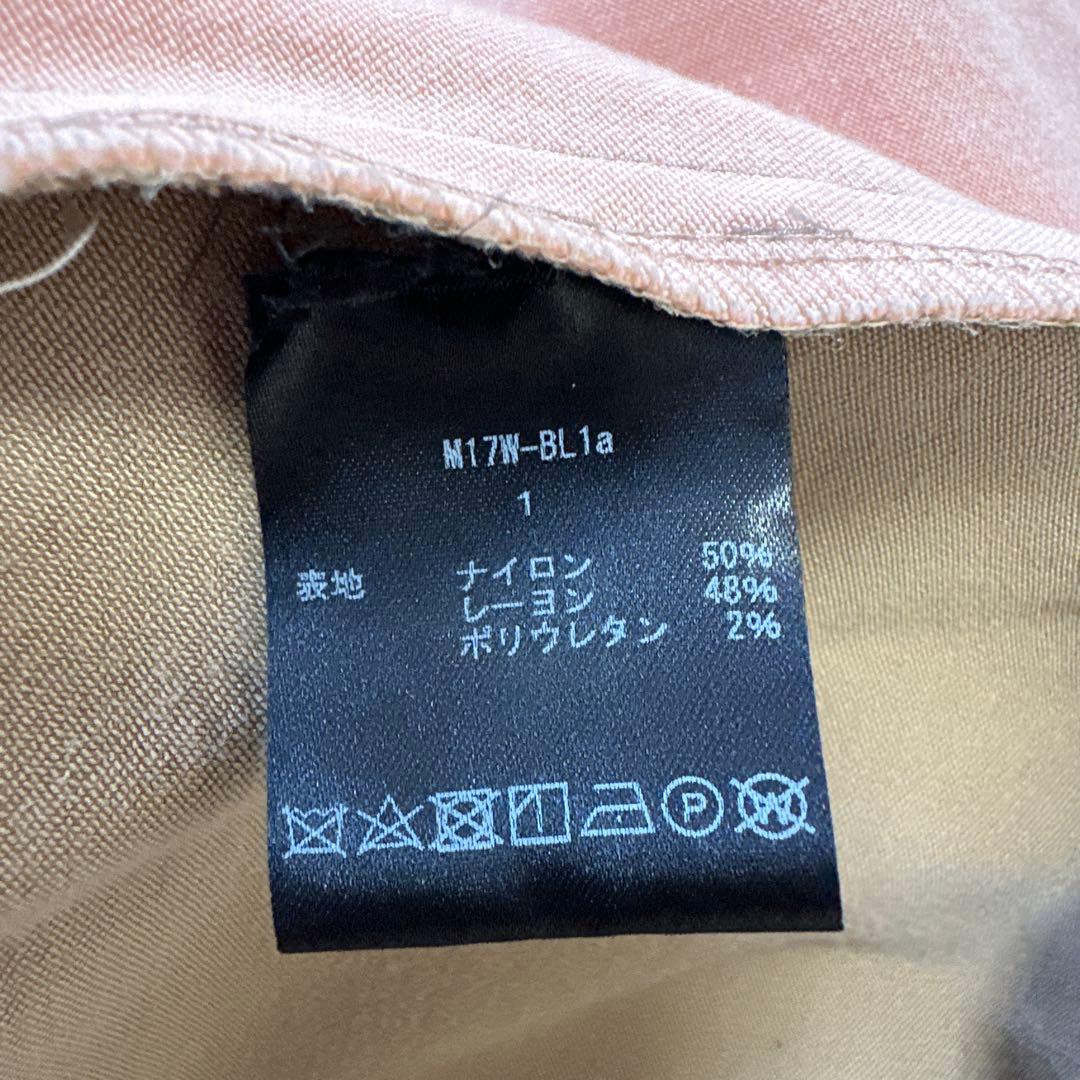 M17W-BL1a
1
表地 ナイロン 50%
レーヨン 48%
ポリウレタン 2%
P W